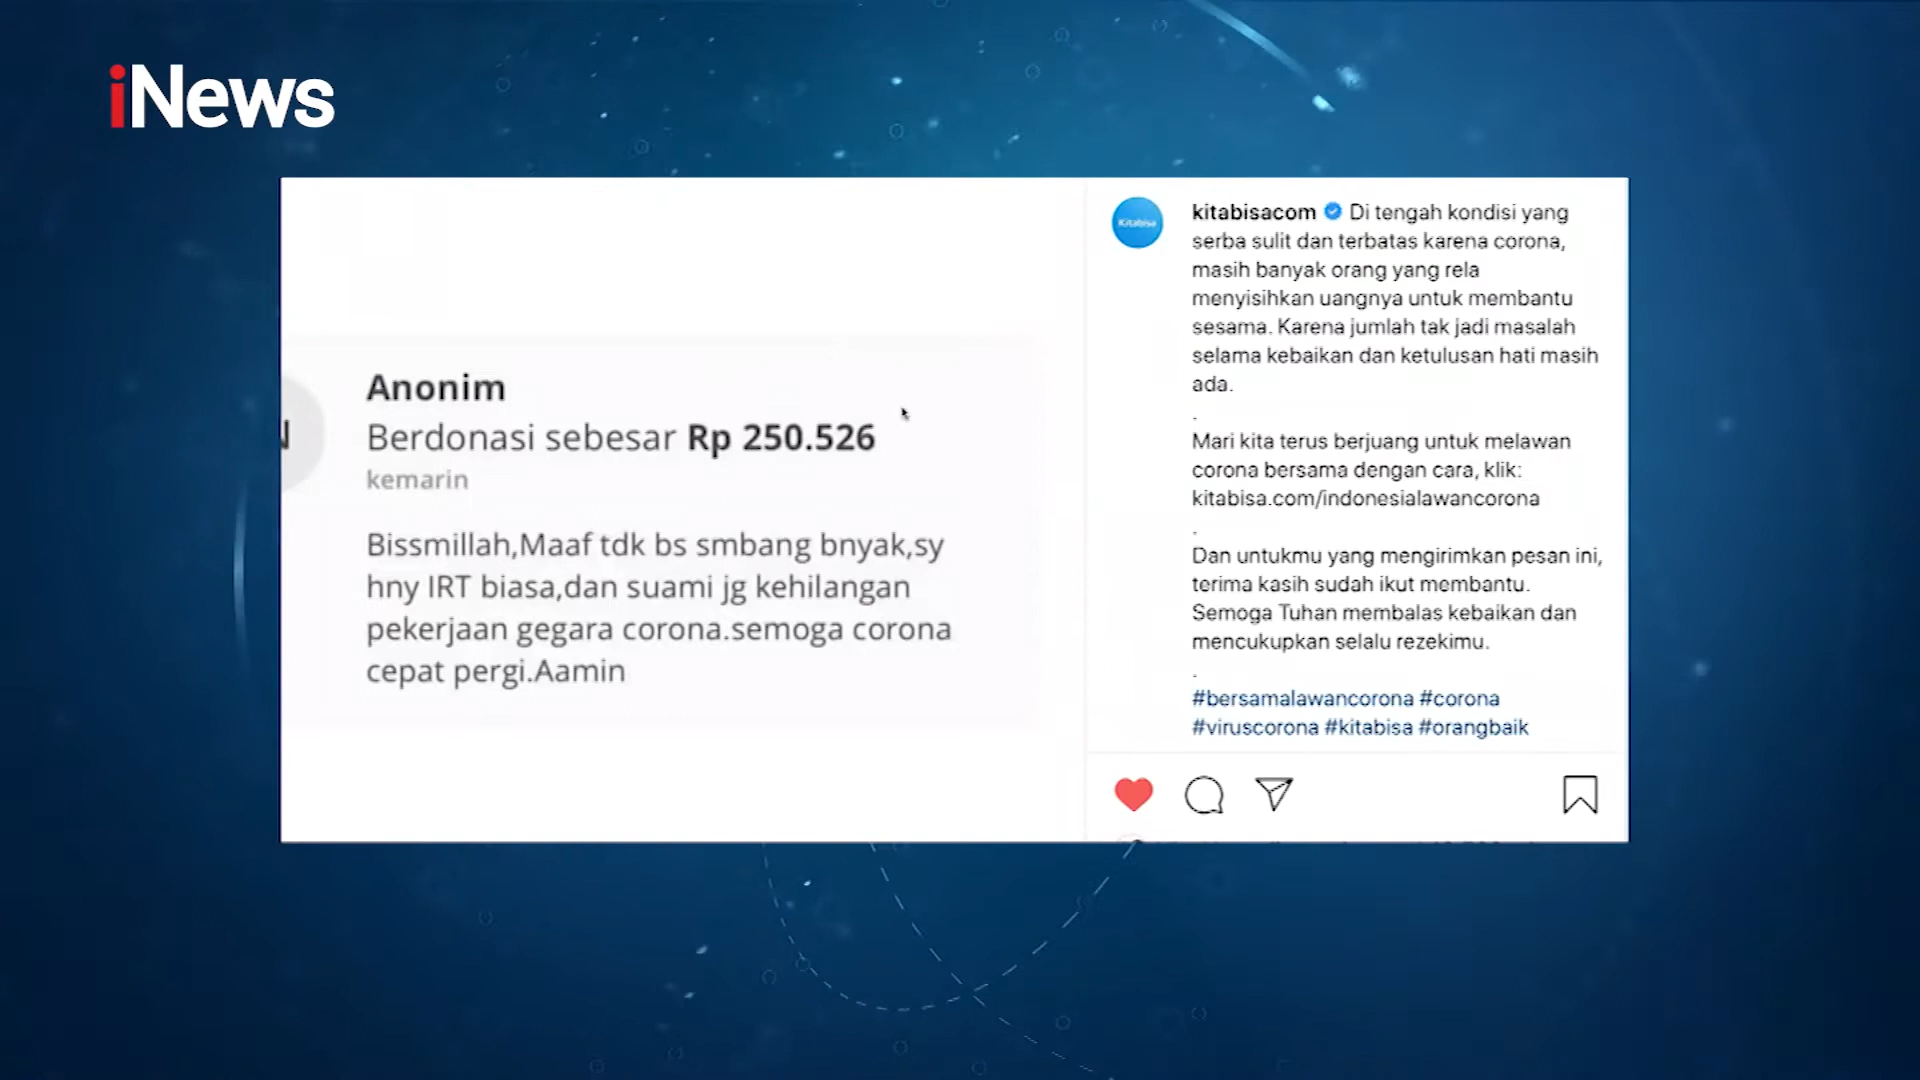 iNews
Anonim
Berdonasi sebesar Rp 250.526
kemarin
Bissmillah,Maaf tdk bs smbang bnyak,sy
hny IRT biasa,dan suami jg kehilangan
pekerjaan gegara corona.semoga corona
cepat pergi.Aamin
Kitabisa
kitabisacom Di tengah kondisi yang
serba sulit dan terbatas karena corona,
masih banyak orang yang rela
menyisihkan uangnya untuk membantu
sesama. Karena jumlah tak jadi masalah
selama kebaikan dan ketulusan hati masih
ada.
.
Mari kita terus berjuang untuk melawan
corona bersama dengan cara, klik:
kitabisa.com/indonesialawancorona
.
Dan untukmu yang mengirimkan pesan ini,
terima kasih sudah ikut membantu.
Semoga Tuhan membalas kebaikan dan
mencukupkan selalu rezekimu.
.
#bersamalawancorona #corona
#viruscorona #kitabisa #orangbaik